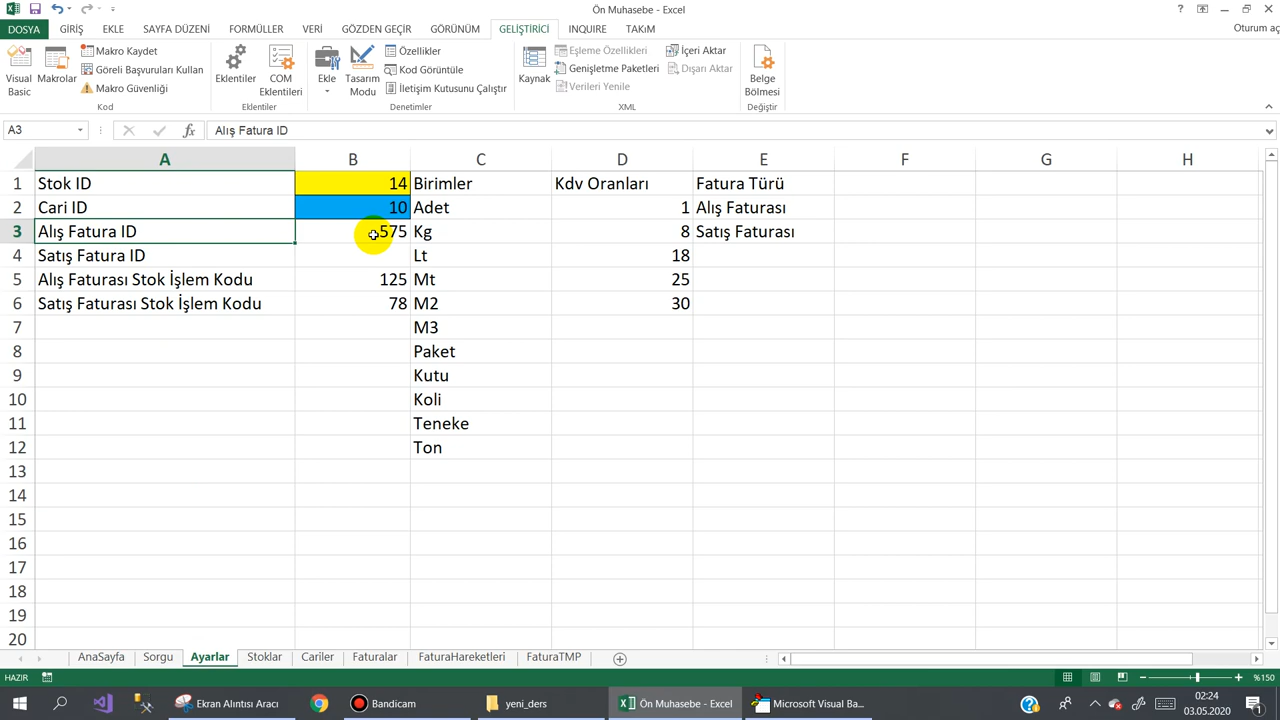 Ön Muhasebe - Excel
DOSYA GİRİŞ EKLE SAYFA DÜZENİ FORMÜLLER VERİ GÖZDEN GEÇİR GÖRÜNÜM GELİŞTİRİCİ INQUIRE TAKIM Oturum aç
Visual Basic
Makrolar
Makro Kaydet
Göreli Başvuruları Kullan
Makro Güvenliği
Kod
Eklentiler
COM Eklentileri
Eklentiler
Ekle
Tasarım Modu
Özellikler
Kod Görüntüle
İletişim Kutusunu Çalıştır
Denetimler
Kaynak
Eşleme Özellikleri
Genişletme Paketleri
Verileri Yenile
İçeri Aktar
Dışarı Aktar
XML
Belge Bölmesi
Değiştir
A3 fx Alış Fatura ID
A B C D E F G H
1 Stok ID 14 Birimler Kdv Oranları Fatura Türü
2 Cari ID 10 Adet 1 Alış Faturası
3 Alış Fatura ID 575 Kg 8 Satış Faturası
4 Satış Fatura ID Lt 18
5 Alış Faturası Stok İşlem Kodu 125 Mt 25
6 Satış Faturası Stok İşlem Kodu 78 M2 30
7 M3
8 Paket
9 Kutu
10 Koli
11 Teneke
12 Ton
13
14
15
16
17
18
19
20
AnaSayfa Sorgu Ayarlar Stoklar Cariler Faturalar FaturaHareketleri FaturaTMP
HAZIR %150
Ekran Alıntısı Aracı Bandicam yeni_ders Ön Muhasebe - Excel Microsoft Visual Ba... 02:24
03.05.2020